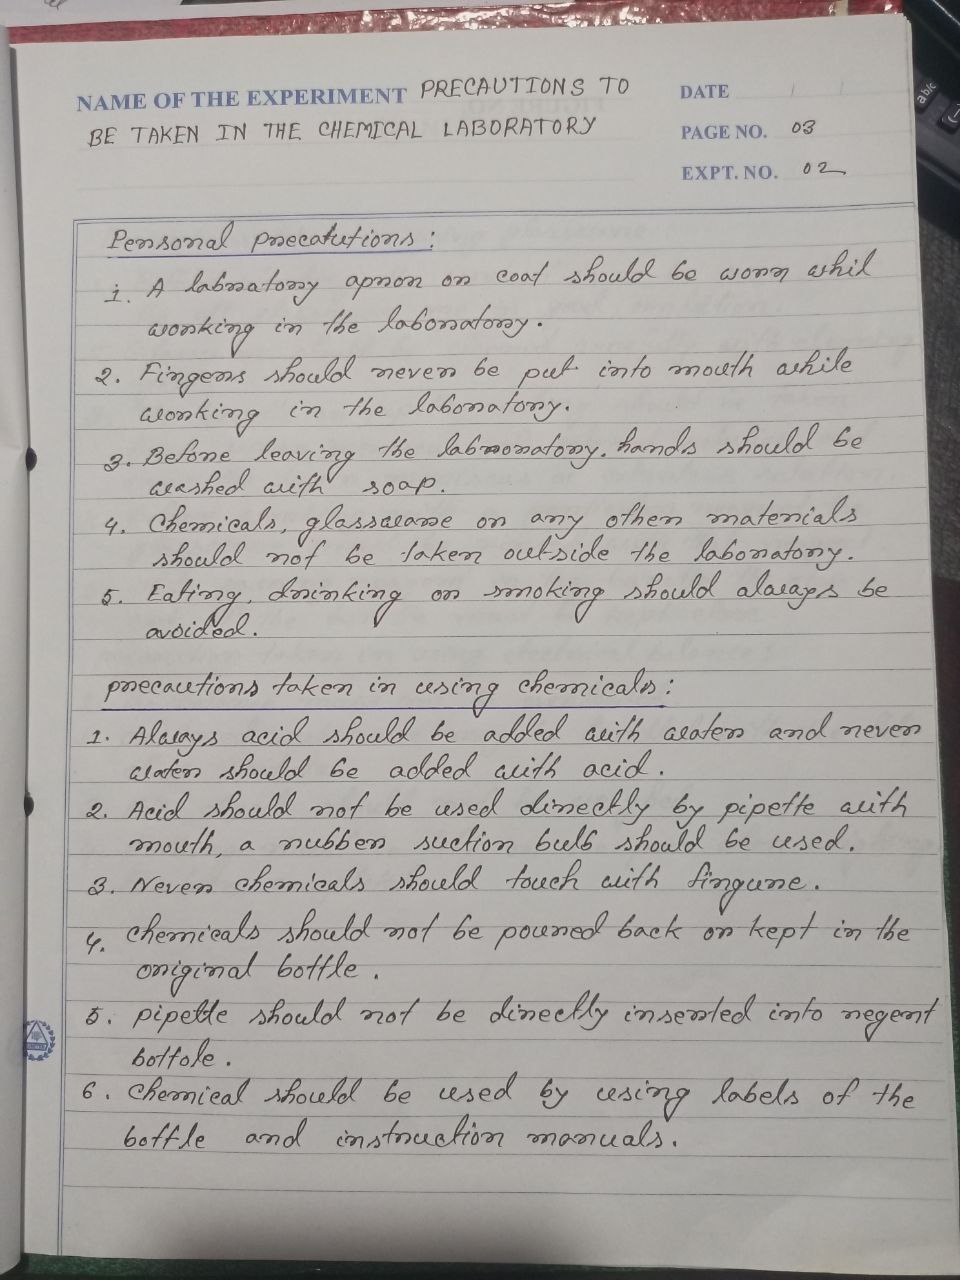 NAME OF THE EXPERIMENT PRECAUTIONS TO
BE TAKEN IN THE CHEMICAL LABORATORY
DATE
PAGE NO. 03
EXPT. NO. 02
Personal precatutions :
1. A labratory apron or coat should be worn whil
working in the laboratory.
2. Fingers should never be put into mouth while
working in the laboratory.
3. Before leaving the laboratory. hands should be
washed with soap.
4. Chemicals, glassware or any other materials
should not be taken outside the laboratory.
5. Eating, drinking or smoking should always be
avoided.
precautions taken in using chemicals :
1. Always acid should be added with water and never
water should be added with acid.
2. Acid should not be used directly by pipette with
mouth, a rubber suction bulb should be used.
3. Never chemicals should touch with fingure.
4. chemicals should not be poured back or kept in the
original bottle.
5. pipette should not be directly inserted into regent
bottole.
6. chemical should be used by using labels of the
bottle and instruction manuals.